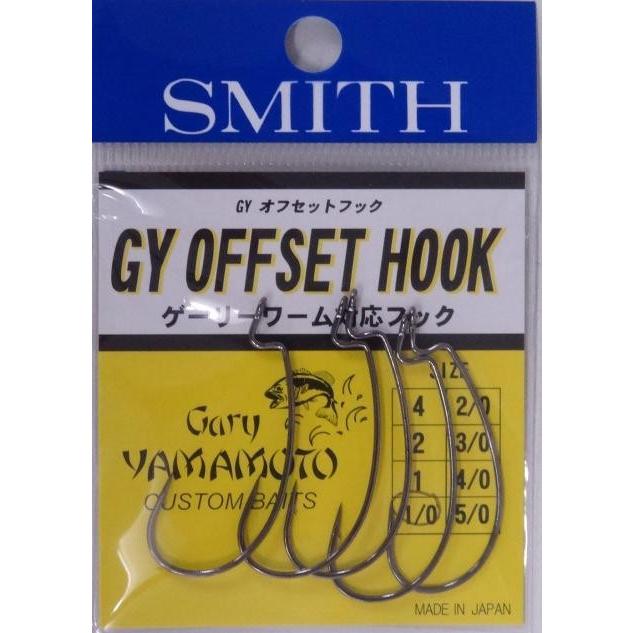 SMITH
GY オフセットフック
GY OFFSET HOOK
ゲーリーワーム対応フック
SIZE
4 2/0
2 3/0
1 4/0
1/0 5/0
Gary
YAMAMOTO
CUSTOM BAITS
MADE IN JAPAN